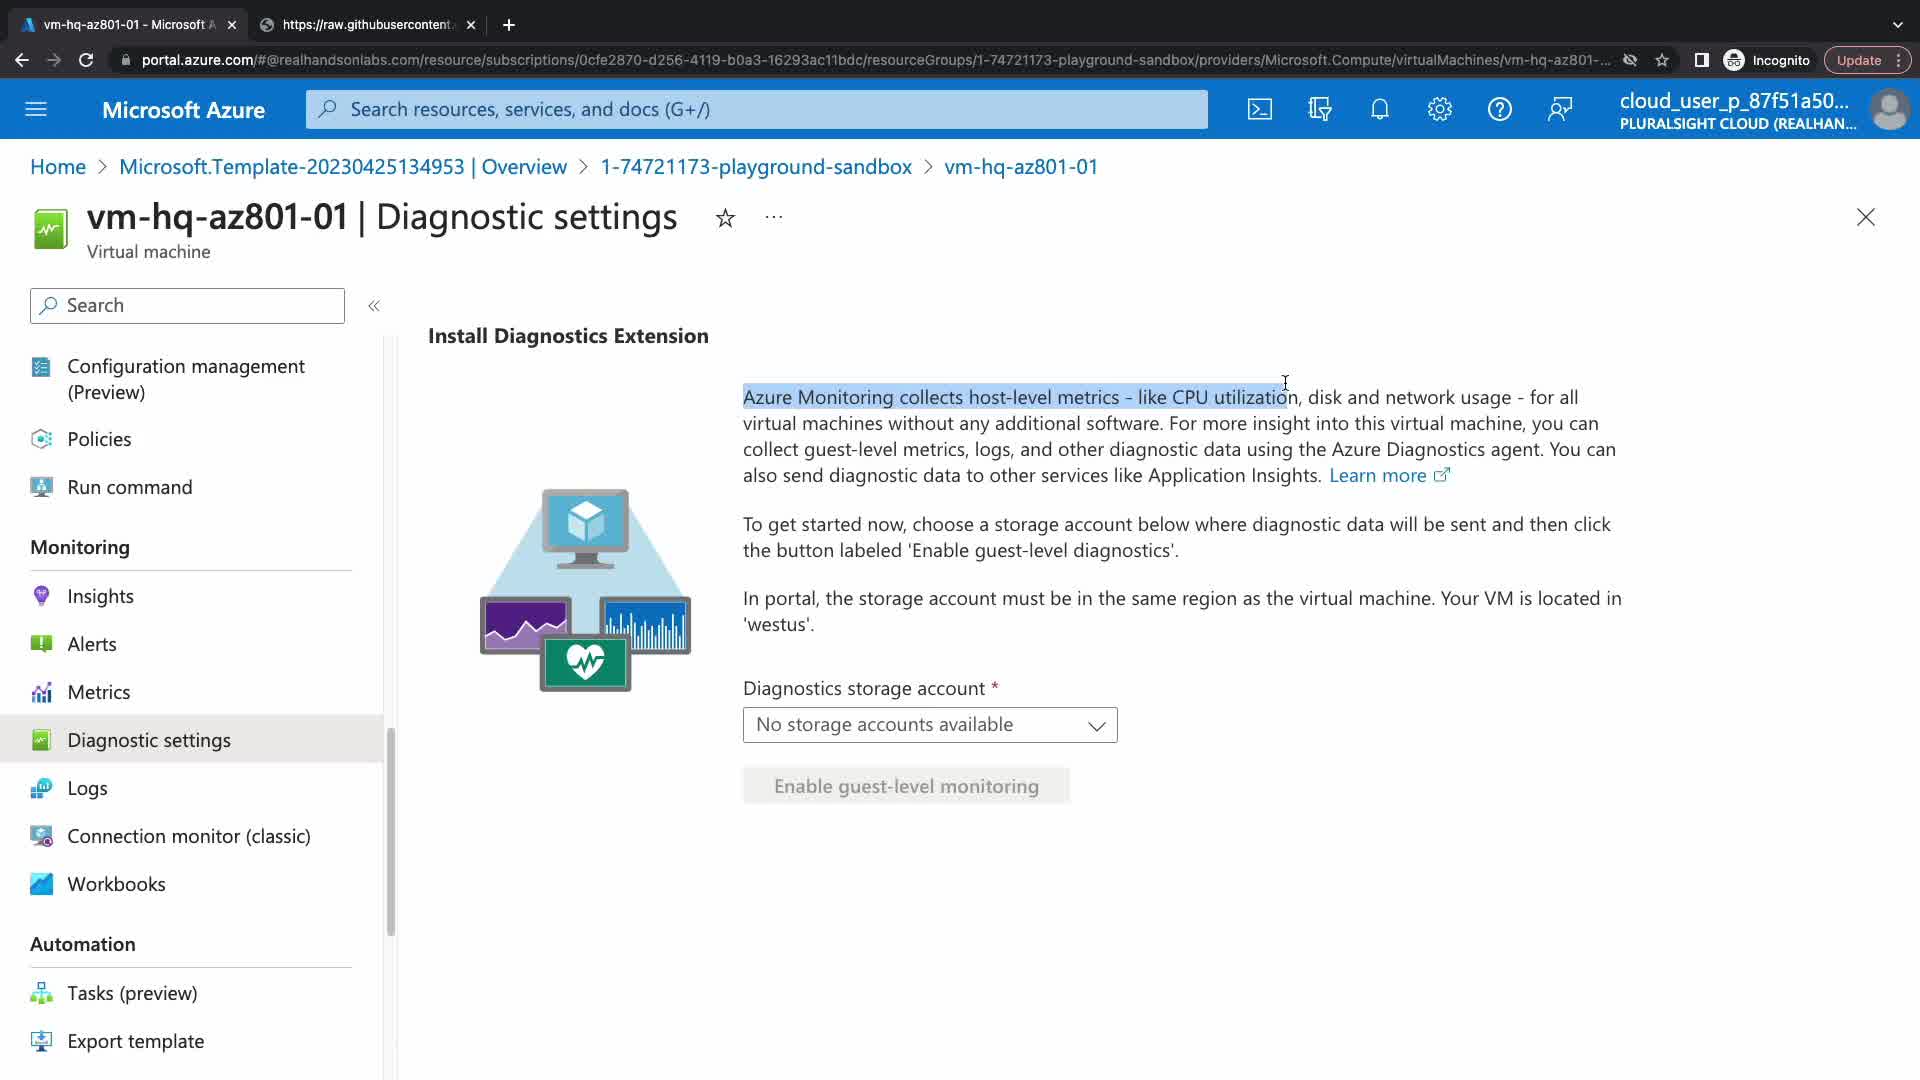 vm-hq-az801-01 - Microsoft A
https://raw.githubusercontent.
portal.azure.com/#@realhandsonlabs.com/resource/subscriptions/0cfe2870-d256-4119-b0a3-16293ac11bdc/resourceGroups/1-74721173-playground-sandbox/providers/Microsoft.Compute/virtualMachines/vm-hq-az801-...
Incognito
Update
Microsoft Azure
Search resources, services, and docs (G+/)
cloud_user_p_87f51a50...
PLURALSIGHT CLOUD (REALHAN...
Home > Microsoft.Template-20230425134953 | Overview > 1-74721173-playground-sandbox > vm-hq-az801-01
vm-hq-az801-01 | Diagnostic settings
...
Virtual machine
Search
Configuration management
(Preview)
Policies
Run command
Monitoring
Insights
Alerts
Metrics
Diagnostic settings
Logs
Connection monitor (classic)
Workbooks
Automation
Tasks (preview)
Export template
Install Diagnostics Extension
Azure Monitoring collects host-level metrics - like CPU utilization, disk and network usage - for all
virtual machines without any additional software. For more insight into this virtual machine, you can
collect guest-level metrics, logs, and other diagnostic data using the Azure Diagnostics agent. You can
also send diagnostic data to other services like Application Insights. Learn more
To get started now, choose a storage account below where diagnostic data will be sent and then click
the button labeled 'Enable guest-level diagnostics'.
In portal, the storage account must be in the same region as the virtual machine. Your VM is located in
'westus'.
Diagnostics storage account *
No storage accounts available
Enable guest-level monitoring